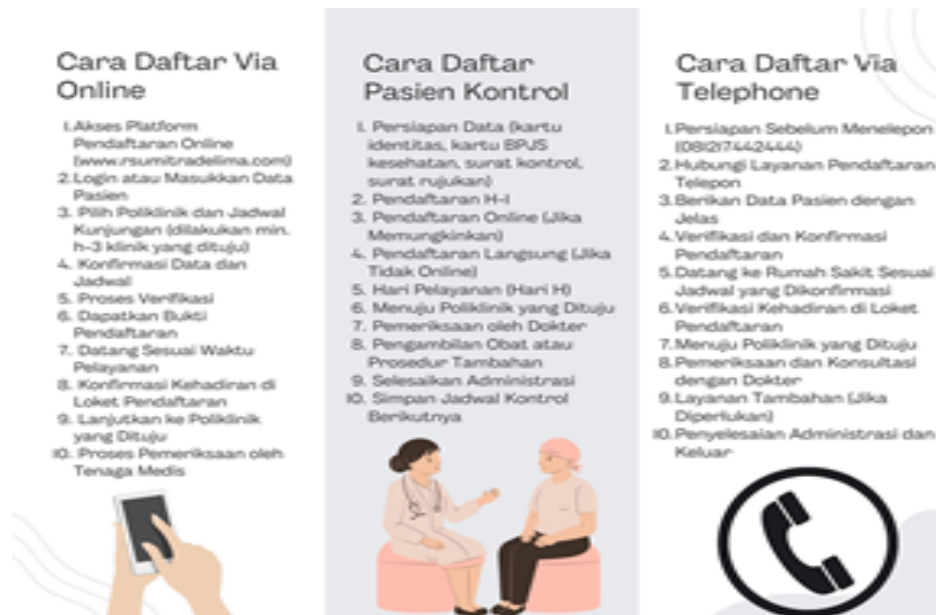 Cara Daftar Via
Online
1. Akses Platform
Pendaftaran Online
(www.rsumitradelima.com)
2. Login atau Masukkan Data
Pasien
3. Pilih Poliklinik dan Jadwal
Kunjungan (dilakukan min.
h-3 klinik yang dituju)
4. Konfirmasi Data dan
Jadwal
5. Proses Verifikasi
6. Dapatkan Bukti
Pendaftaran
7. Datang Sesuai Waktu
Pelayanan
8. Konfirmasi Kehadiran di
Loket Pendaftaran
9. Lanjutkan ke Poliklinik
yang Dituju
10. Proses Pemeriksaan oleh
Tenaga Medis
Cara Daftar
Pasien Kontrol
1. Persiapan Data (kartu
identitas, kartu BPJS
kesehatan, surat kontrol,
surat rujukan)
2. Pendaftaran H-1
3. Pendaftaran Online (Jika
Memungkinkan)
4. Pendaftaran Langsung (Jika
Tidak Online)
5. Hari Pelayanan (Hari H)
6. Menuju Poliklinik yang Dituju
7. Pemeriksaan oleh Dokter
8. Pengambilan Obat atau
Prosedur Tambahan
9. Selesaikan Administrasi
10. Simpan Jadwal Kontrol
Berikutnya
Cara Daftar Via
Telephone
1. Persiapan Sebelum Menelepon
(081217442444)
2. Hubungi Layanan Pendaftaran
Telepon
3. Berikan Data Pasien dengan
Jelas
4. Verifikasi dan Konfirmasi
Pendaftaran
5. Datang ke Rumah Sakit Sesuai
Jadwal yang Dikonfirmasi
6. Verifikasi Kehadiran di Loket
Pendaftaran
7. Menuju Poliklinik yang Dituju
8. Pemeriksaan dan Konsultasi
dengan Dokter
9. Layanan Tambahan (Jika
Diperlukan)
10. Penyelesaian Administrasi dan
Keluar